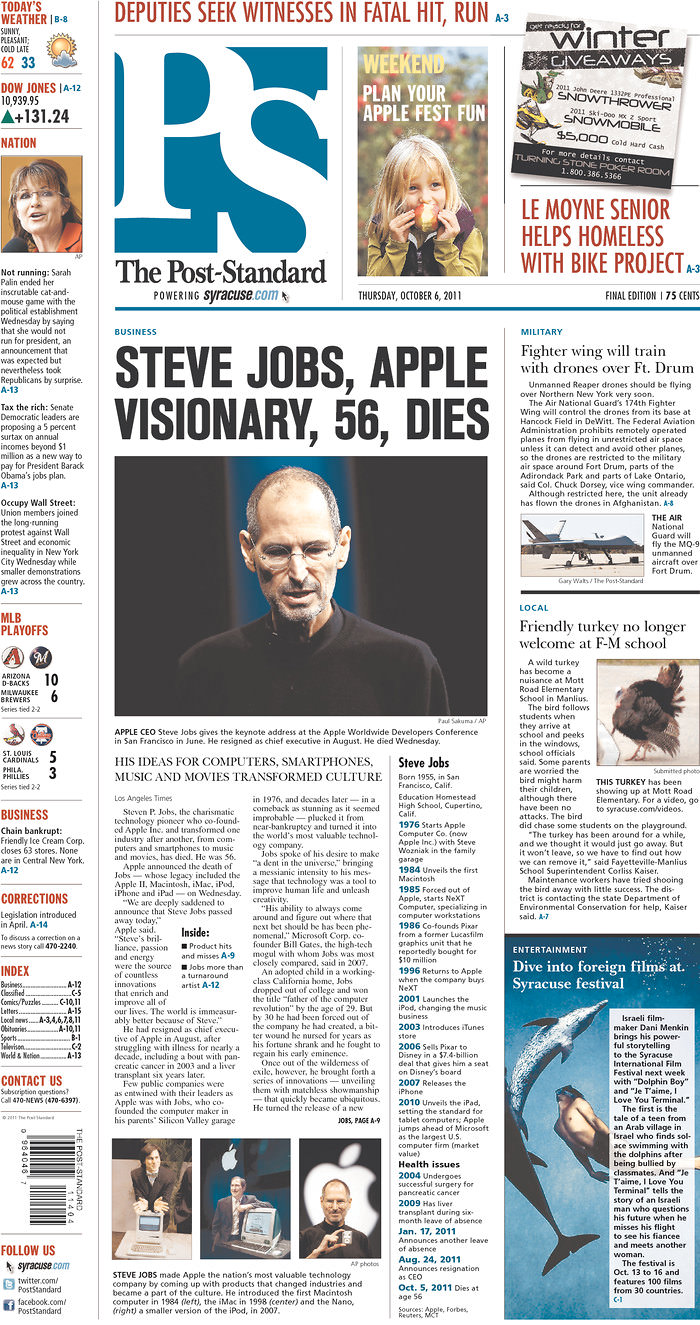 TODAY'S
WEATHER | B-8
SUNNY,
PLEASANT;
COLD LATE
62 33
DOW JONES | A-12
10,939.95
+131.24
NATION
AP
Not running: Sarah
Palin ended her
inscrutable cat-and-
mouse game with the
political establishment
Wednesday by saying
that she would not
run for president, an
announcement that
was expected but
nevertheless took
Republicans by surprise.
A-13
Tax the rich: Senate
Democratic leaders are
proposing a 5 percent
surtax on annual
incomes beyond $1
million as a new way to
pay for President Barack
Obama's jobs plan.
A-13
Occupy Wall Street:
Union members joined
the long-running
protest against Wall
Street and economic
inequality in New York
City Wednesday while
smaller demonstrations
grew across the country.
A-13
MLB
PLAYOFFS
ARIZONA
D-BACKS 10
MILWAUKEE
BREWERS 6
Series tied 2-2
ST. LOUIS
CARDINALS 5
PHILA.
PHILLIES 3
Series tied 2-2
BUSINESS
Chain bankrupt:
Friendly Ice Cream Corp.
closes 63 stores. None
are in Central New York.
A-12
CORRECTIONS
Legislation introduced
in April. A-14
To discuss a correction on a
news story call 470-2240.
INDEX
Business A-12
Classified C-5
Comics/Puzzles C-10,11
Letters A-15
Local news A-3,4,6,7,8,11
Obituaries A-10,11
Sports B-1
Television C-2
World & Nation A-13
CONTACT US
Subscription questions?
Call 470-NEWS (470-6397).
© 2011 The Post-Standard
THE POST-STANDARD
FOLLOW US
syracuse.com
twitter.com/
PostStandard
facebook.com/
PostStandard
DEPUTIES SEEK WITNESSES IN FATAL HIT, RUN A-3
PS
The Post-Standard
POWERING syracuse.com
WEEKEND
PLAN YOUR
APPLE FEST FUN
get ready for
winter
GIVEAWAYS
2011 John Deere 1332PE Professional
SNOWTHROWER
2011 Ski-Doo MX Z Sport
SNOWMOBILE
$5,000 Cold Hard Cash
For more details contact
TURNING STONE POKER ROOM
1.800.386.5366
LE MOYNE SENIOR
HELPS HOMELESS
WITH BIKE PROJECT A-3
THURSDAY, OCTOBER 6, 2011
FINAL EDITION | 75 CENTS
BUSINESS
STEVE JOBS, APPLE
VISIONARY, 56, DIES
Paul Sakuma / AP
APPLE CEO Steve Jobs gives the keynote address at the Apple Worldwide Developers Conference
in San Francisco in June. He resigned as chief executive in August. He died Wednesday.
HIS IDEAS FOR COMPUTERS, SMARTPHONES,
MUSIC AND MOVIES TRANSFORMED CULTURE
Los Angeles Times
Steven P. Jobs, the charismatic
technology pioneer who co-found-
ed Apple Inc. and transformed one
industry after another, from com-
puters and smartphones to music
and movies, has died. He was 56.
Apple announced the death of
Jobs — whose legacy included the
Apple II, Macintosh, iMac, iPod,
iPhone and iPad — on Wednesday.
"We are deeply saddened to
announce that Steve Jobs passed
away today,"
Apple said.
"Steve's bril-
liance, passion
and energy
were the source
of countless
innovations
that enrich and
improve all of
our lives. The world is immeasur-
ably better because of Steve."
He had resigned as chief execu-
tive of Apple in August, after
struggling with illness for nearly a
decade, including a bout with pan-
creatic cancer in 2003 and a liver
transplant six years later.
Few public companies were
as entwined with their leaders as
Apple was with Jobs, who co-
founded the computer maker in
his parents' Silicon Valley garage
Inside:
■ Product hits
and misses A-9
■ Jobs more than
a turnaround
artist A-12
in 1976, and decades later — in a
comeback as stunning as it seemed
improbable — plucked it from
near-bankruptcy and turned it into
the world's most valuable technol-
ogy company.
Jobs spoke of his desire to make
"a dent in the universe," bringing
a messianic intensity to his mes-
sage that technology was a tool to
improve human life and unleash
creativity.
"His ability to always come
around and figure out where that
next bet should be has been phe-
nomenal," Microsoft Corp. co-
founder Bill Gates, the high-tech
mogul with whom Jobs was most
closely compared, said in 2007.
An adopted child in a working-
class California home, Jobs
dropped out of college and won
the title "father of the computer
revolution" by the age of 29. But
by 30 he had been forced out of
the company he had created, a bit-
ter wound he nursed for years as
his fortune shrank and he fought to
regain his early eminence.
Once out of the wilderness of
exile, however, he brought forth a
series of innovations — unveiling
them with matchless showmanship
— that quickly became ubiquitous.
He turned the release of a new
JOBS, PAGE A-9
AP photos
STEVE JOBS made Apple the nation's most valuable technology
company by coming up with products that changed industries and
became a part of the culture. He introduced the first Macintosh
computer in 1984 (left), the iMac in 1998 (center) and the Nano,
(right) a smaller version of the iPod, in 2007.
Steve Jobs
Born 1955, in San
Francisco, Calif.
Education Homestead
High School, Cupertino,
Calif.
1976 Starts Apple
Computer Co. (now
Apple Inc.) with Steve
Wozniak in the family
garage
1984 Unveils the first
Macintosh
1985 Forced out of
Apple, starts NeXT
Computer, specializing in
computer workstations
1986 Co-founds Pixar
from a former Lucasfilm
graphics unit that he
reportedly bought for
$10 million
1996 Returns to Apple
when the company buys
NeXT
2001 Launches the
iPod, changing the music
business
2003 Introduces iTunes
store
2006 Sells Pixar to
Disney in a $7.4-billion
deal that gives him a seat
on Disney's board
2007 Releases the
iPhone
2010 Unveils the iPad,
setting the standard for
tablet computers; Apple
jumps ahead of Microsoft
as the largest U.S.
computer firm (market
value)
Health issues
2004 Undergoes
successful surgery for
pancreatic cancer
2009 Has liver
transplant during six-
month leave of absence
Jan. 17, 2011
Announces another leave
of absence
Aug. 24, 2011
Announces resignation
as CEO
Oct. 5, 2011 Dies at
age 56
Sources: Apple, Forbes,
Reuters, MCT
MILITARY
Fighter wing will train
with drones over Ft. Drum
Unmanned Reaper drones should be flying
over Northern New York very soon.
The Air National Guard's 174th Fighter
Wing will control the drones from its base at
Hancock Field in DeWitt. The Federal Aviation
Administration prohibits remotely operated
planes from flying in unrestricted air space
unless it can detect and avoid other planes,
so the drones are restricted to the military
air space around Fort Drum, parts of the
Adirondack Park and parts of Lake Ontario,
said Col. Chuck Dorsey, vice wing commander.
Although restricted here, the unit already
has flown the drones in Afghanistan. A-8
THE AIR
National
Guard will
fly the MQ-9
unmanned
aircraft over
Fort Drum.
Gary Walts / The Post-Standard
LOCAL
Friendly turkey no longer
welcome at F-M school
A wild turkey
has become a
nuisance at Mott
Road Elementary
School in Manlius.
The bird follows
students when
they arrive at
school and peeks
in the windows,
school officials
said. Some parents
are worried the
bird might harm
their children,
although there
have been no
attacks. The bird
did chase some students on the playground.
"The turkey has been around for a while,
and we thought it would just go away. But
it won't leave, so we have to find out how
we can remove it," said Fayetteville-Manlius
School Superintendent Corliss Kaiser.
Maintenance workers have tried shooing
the bird away with little success. The dis-
trict is contacting the state Department of
Environmental Conservation for help, Kaiser
said. A-7
Submitted photo
THIS TURKEY has been
showing up at Mott Road
Elementary. For a video, go
to syracuse.com/videos.
ENTERTAINMENT
Dive into foreign films at
Syracuse festival
Israeli film-
maker Dani Menkin
brings his power-
ful storytelling
to the Syracuse
International Film
Festival next week
with "Dolphin Boy"
and "Je T'aime, I
Love You Terminal."
The first is the
tale of a teen from
an Arab village in
Israel who finds sol-
ace swimming with
the dolphins after
being bullied by
classmates. And "Je
T'aime, I Love You
Terminal" tells the
story of an Israeli
man who questions
his future when he
misses his flight
to see his fiancee
and meets another
woman.
The festival is
Oct. 13 to 16 and
features 100 films
from 30 countries.
C-1